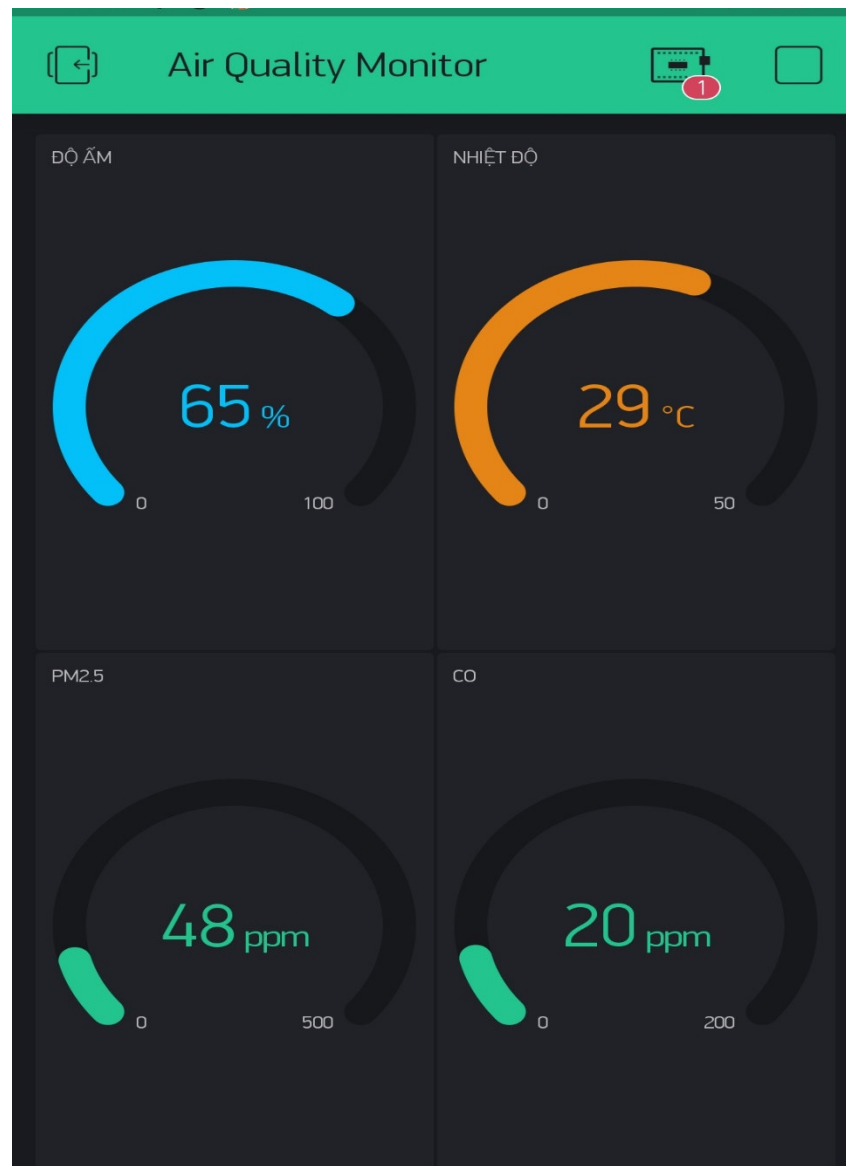 Air Quality Monitor
1
ĐỘ ẨM
65 %
0
100
NHIỆT ĐỘ
29 °C
0
50
PM2.5
48 ppm
0
500
CO
20 ppm
0
200